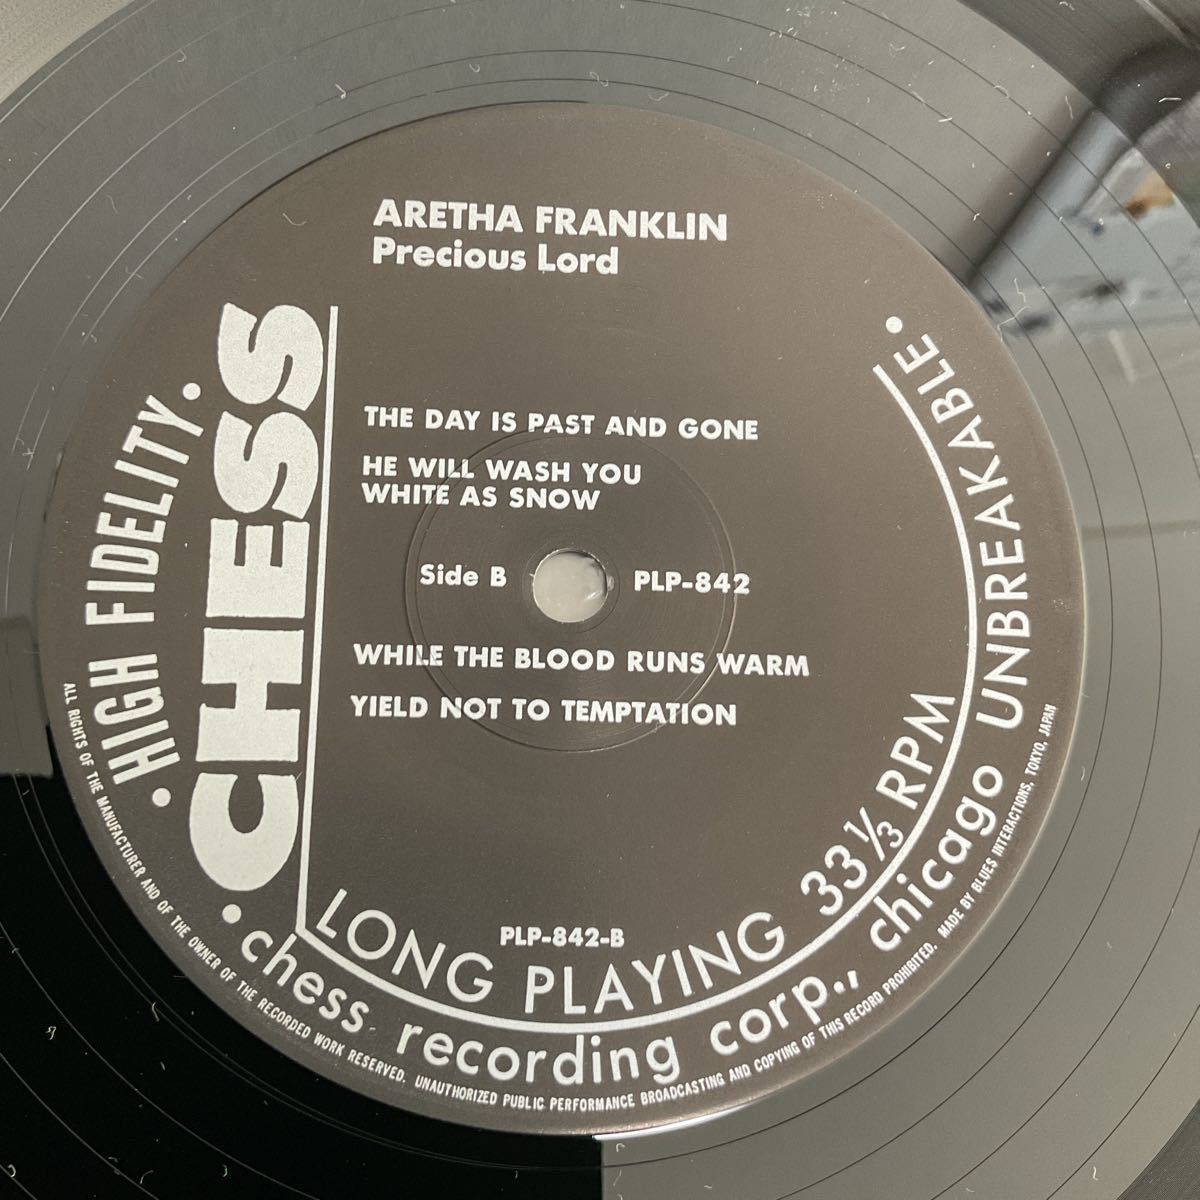 ARETHA FRANKLIN
Precious Lord
THE DAY IS PAST AND GONE
HE WILL WASH YOU
WHITE AS SNOW
Side B
PLP-842
WHILE THE BLOOD RUNS WARM
YIELD NOT TO TEMPTATION
PLP-842-B
• HIGH FIDELITY •
CHESS
LONG PLAYING 33⅓ RPM
• chess recording corp., chicago UNBREAKABLE •
ALL RIGHTS OF THE MANUFACTURER AND OF THE OWNER OF THE RECORDED WORK RESERVED. UNAUTHORIZED PUBLIC PERFORMANCE BROADCASTING AND COPYING OF THIS RECORD PROHIBITED. MADE BY BLUES INTERACTIONS, TOKYO, JAPAN